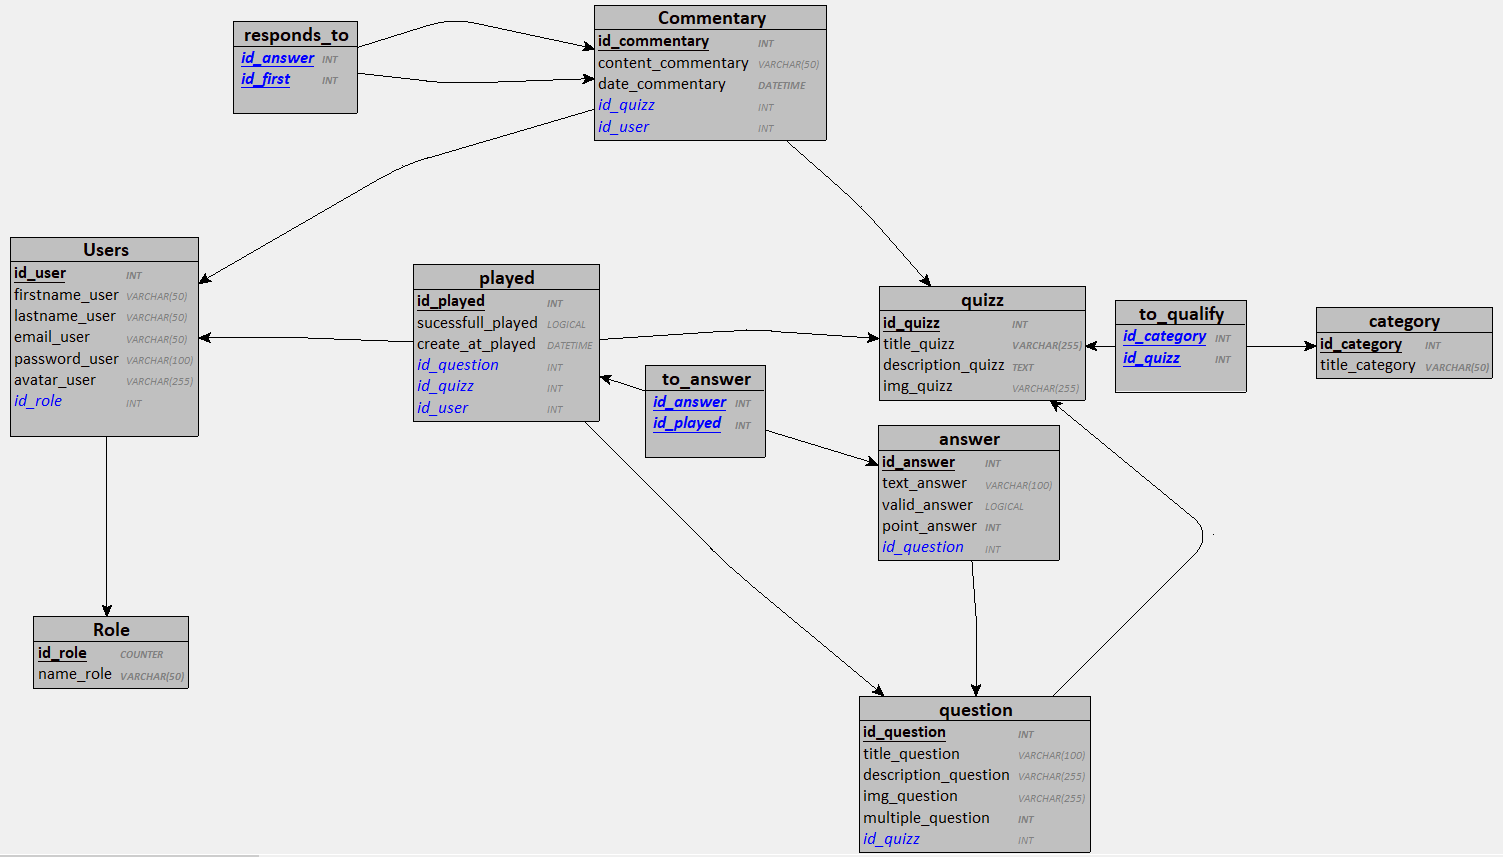 responds_to
id_answer INT
id_first INT
Commentary
id_commentary INT
content_commentary VARCHAR(50)
date_commentary DATETIME
id_quizz INT
id_user INT
Users
id_user INT
firstname_user VARCHAR(50)
lastname_user VARCHAR(50)
email_user VARCHAR(50)
password_user VARCHAR(100)
avatar_user VARCHAR(255)
id_role INT
played
id_played INT
sucessfull_played LOGICAL
create_at_played DATETIME
id_question INT
id_quizz INT
id_user INT
to_answer
id_answer INT
id_played INT
quizz
id_quizz INT
title_quizz VARCHAR(255)
description_quizz TEXT
img_quizz VARCHAR(255)
to_qualify
id_category INT
id_quizz INT
category
id_category INT
title_category VARCHAR(50)
answer
id_answer INT
text_answer VARCHAR(100)
valid_answer LOGICAL
point_answer INT
id_question INT
Role
id_role COUNTER
name_role VARCHAR(50)
question
id_question INT
title_question VARCHAR(100)
description_question VARCHAR(255)
img_question VARCHAR(255)
multiple_question INT
id_quizz INT